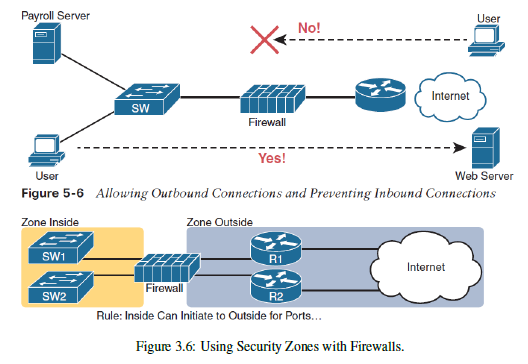 Payroll Server
User
No!
SW
Firewall
Internet
Yes!
User
Web Server
Figure 5-6 Allowing Outbound Connections and Preventing Inbound Connections
Zone Inside
Zone Outside
SW1
R1
Internet
Firewall
SW2
R2
Rule: Inside Can Initiate to Outside for Ports…
Figure 3.6: Using Security Zones with Firewalls.